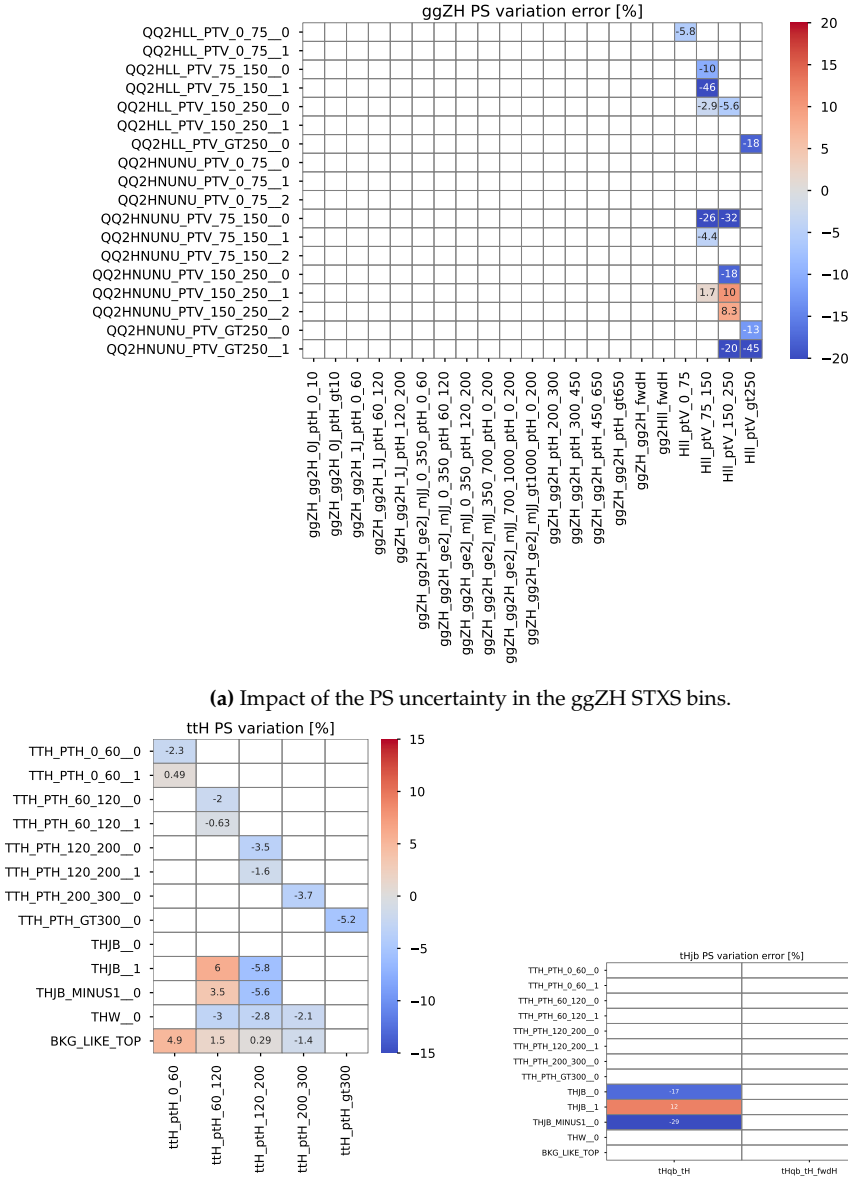 ggZH PS variation error [%]
QQ2HLL_PTV_0_75__0 -5.8
QQ2HLL_PTV_0_75__1
QQ2HLL_PTV_75_150__0 -10
QQ2HLL_PTV_75_150__1 -46
QQ2HLL_PTV_150_250__0 -2.9 -5.6
QQ2HLL_PTV_150_250__1
QQ2HLL_PTV_GT250__0 -18
QQ2HNUNU_PTV_0_75__0
QQ2HNUNU_PTV_0_75__1
QQ2HNUNU_PTV_0_75__2
QQ2HNUNU_PTV_75_150__0 -26 -32
QQ2HNUNU_PTV_75_150__1 -4.4
QQ2HNUNU_PTV_75_150__2
QQ2HNUNU_PTV_150_250__0 -18
QQ2HNUNU_PTV_150_250__1 1.7 10
QQ2HNUNU_PTV_150_250__2 8.3
QQ2HNUNU_PTV_GT250__0 -13
QQ2HNUNU_PTV_GT250__1 -20 -45
20
15
10
5
0
−5
−10
−15
−20
ggZH_gg2H_0J_ptH_0_10
ggZH_gg2H_0J_ptH_gt10
ggZH_gg2H_1J_ptH_0_60
ggZH_gg2H_1J_ptH_60_120
ggZH_gg2H_1J_ptH_120_200
ggZH_gg2H_ge2J_mJJ_0_350_ptH_0_60
ggZH_gg2H_ge2J_mJJ_0_350_ptH_60_120
ggZH_gg2H_ge2J_mJJ_0_350_ptH_120_200
ggZH_gg2H_ge2J_mJJ_350_700_ptH_0_200
ggZH_gg2H_ge2J_mJJ_700_1000_ptH_0_200
ggZH_gg2H_ge2J_mJJ_gt1000_ptH_0_200
ggZH_gg2H_ptH_200_300
ggZH_gg2H_ptH_300_450
ggZH_gg2H_ptH_450_650
ggZH_gg2H_ptH_gt650
ggZH_gg2H_fwdH
gg2Hll_fwdH
Hll_ptV_0_75
Hll_ptV_75_150
Hll_ptV_150_250
Hll_ptV_gt250
(a) Impact of the PS uncertainty in the ggZH STXS bins.
ttH PS variation [%]
TTH_PTH_0_60__0 -2.3
TTH_PTH_0_60__1 0.49
TTH_PTH_60_120__0 -2
TTH_PTH_60_120__1 -0.63
TTH_PTH_120_200__0 -3.5
TTH_PTH_120_200__1 -1.6
TTH_PTH_200_300__0 -3.7
TTH_PTH_GT300__0 -5.2
THJB__0
THJB__1 6 -5.8
THJB_MINUS1__0 3.5 -5.6
THW__0 -3 -2.8 -2.1
BKG_LIKE_TOP 4.9 1.5 0.29 -1.4
15
10
5
0
−5
−10
−15
ttH_ptH_0_60
ttH_ptH_60_120
ttH_ptH_120_200
ttH_ptH_200_300
ttH_ptH_gt300
tHjb PS variation error [%]
TTH_PTH_0_60__0
TTH_PTH_0_60__1
TTH_PTH_60_120__0
TTH_PTH_60_120__1
TTH_PTH_120_200__0
TTH_PTH_120_200__1
TTH_PTH_200_300__0
TTH_PTH_GT300__0
THJB__0 -17
THJB__1 12
THJB_MINUS1__0 -29
THW__0
BKG_LIKE_TOP
tHqb_tH
tHqb_tH_fwdH